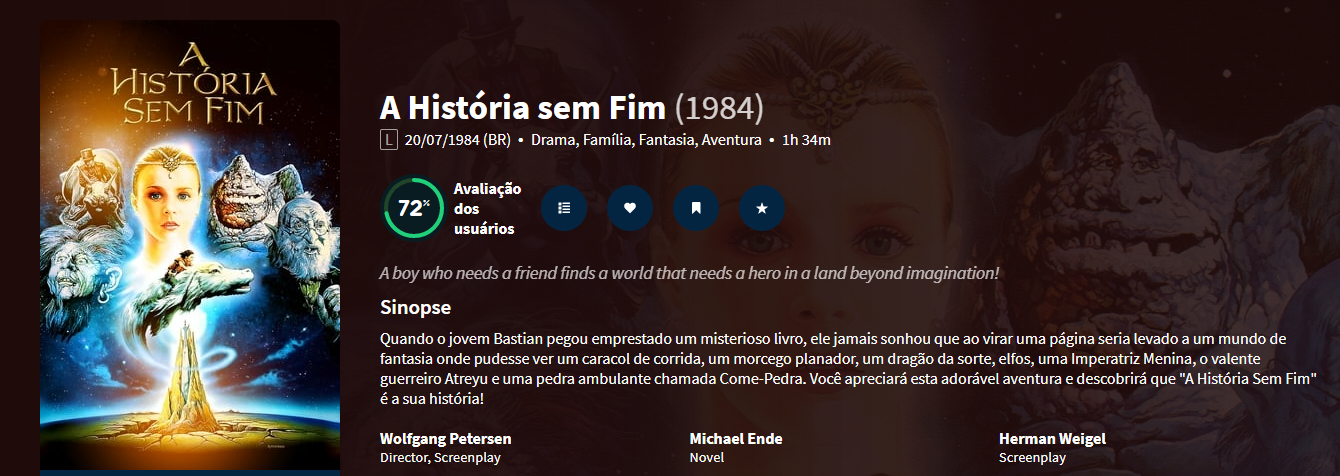 A
HISTÓRIA
SEM FIM
A História sem Fim (1984)
L 20/07/1984 (BR) • Drama, Família, Fantasia, Aventura • 1h 34m
72%
Avaliação
dos
usuários
A boy who needs a friend finds a world that needs a hero in a land beyond imagination!
Sinopse
Quando o jovem Bastian pegou emprestado um misterioso livro, ele jamais sonhou que ao virar uma página seria levado a um mundo de
fantasia onde pudesse ver um caracol de corrida, um morcego planador, um dragão da sorte, elfos, uma Imperatriz Menina, o valente
guerreiro Atreyu e uma pedra ambulante chamada Come-Pedra. Você apreciará esta adorável aventura e descobrirá que "A História Sem Fim"
é a sua história!
Wolfgang Petersen Michael Ende Herman Weigel
Director, Screenplay Novel Screenplay